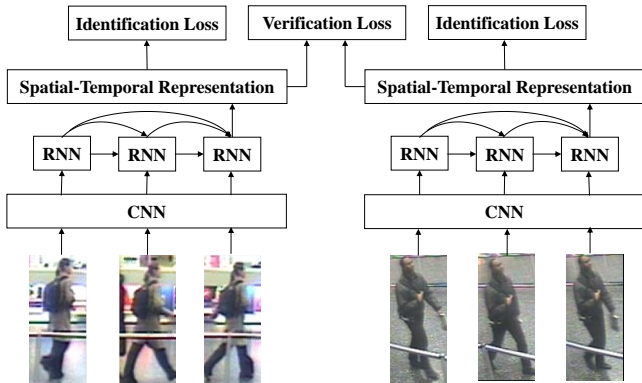 Identification Loss Verification Loss Identification Loss
Spatial-Temporal Representation Spatial-Temporal Representation
RNN RNN RNN RNN RNN RNN
CNN CNN